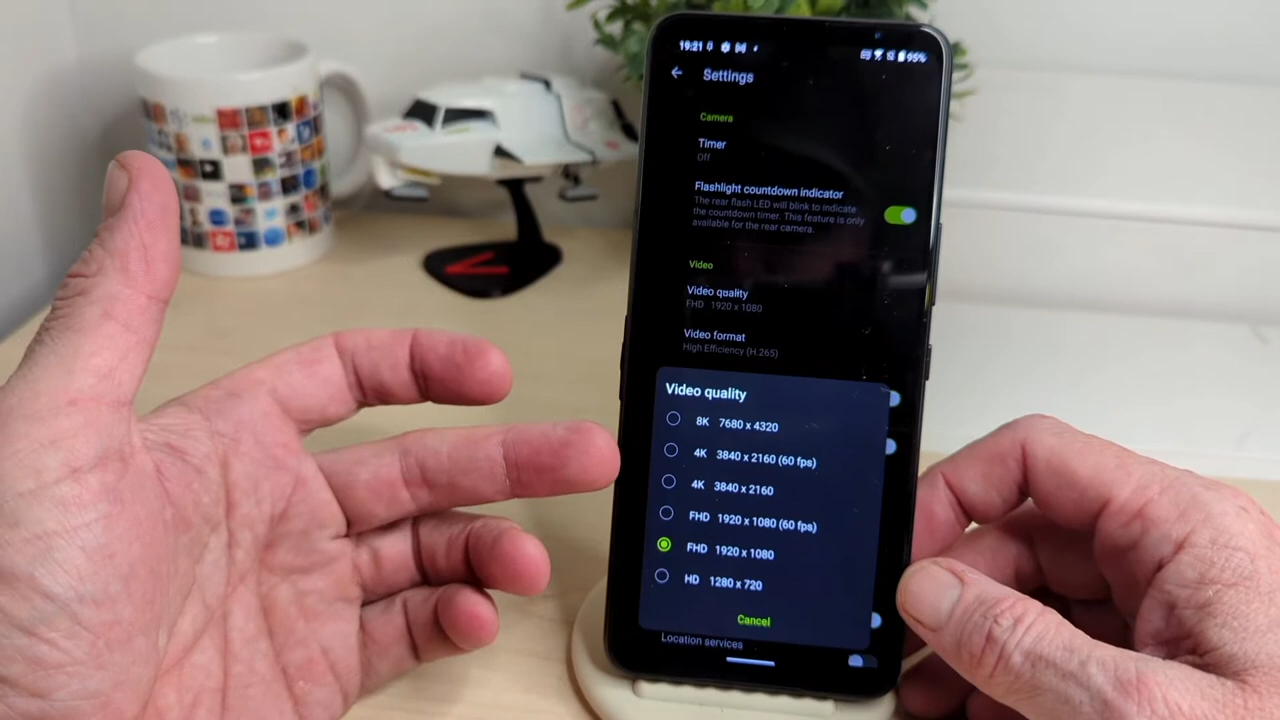 19:21
95%
Settings
Camera
Timer
Off
Flashlight countdown indicator
The rear flash LED will blink to indicate
the countdown timer. This feature is only
available for the rear camera.
Video
Video quality
FHD 1920 x 1080
Video format
High Efficiency (H.265)
Video quality
8K 7680 x 4320
4K 3840 x 2160 (60 fps)
4K 3840 x 2160
FHD 1920 x 1080 (60 fps)
FHD 1920 x 1080
HD 1280 x 720
Cancel
Location services